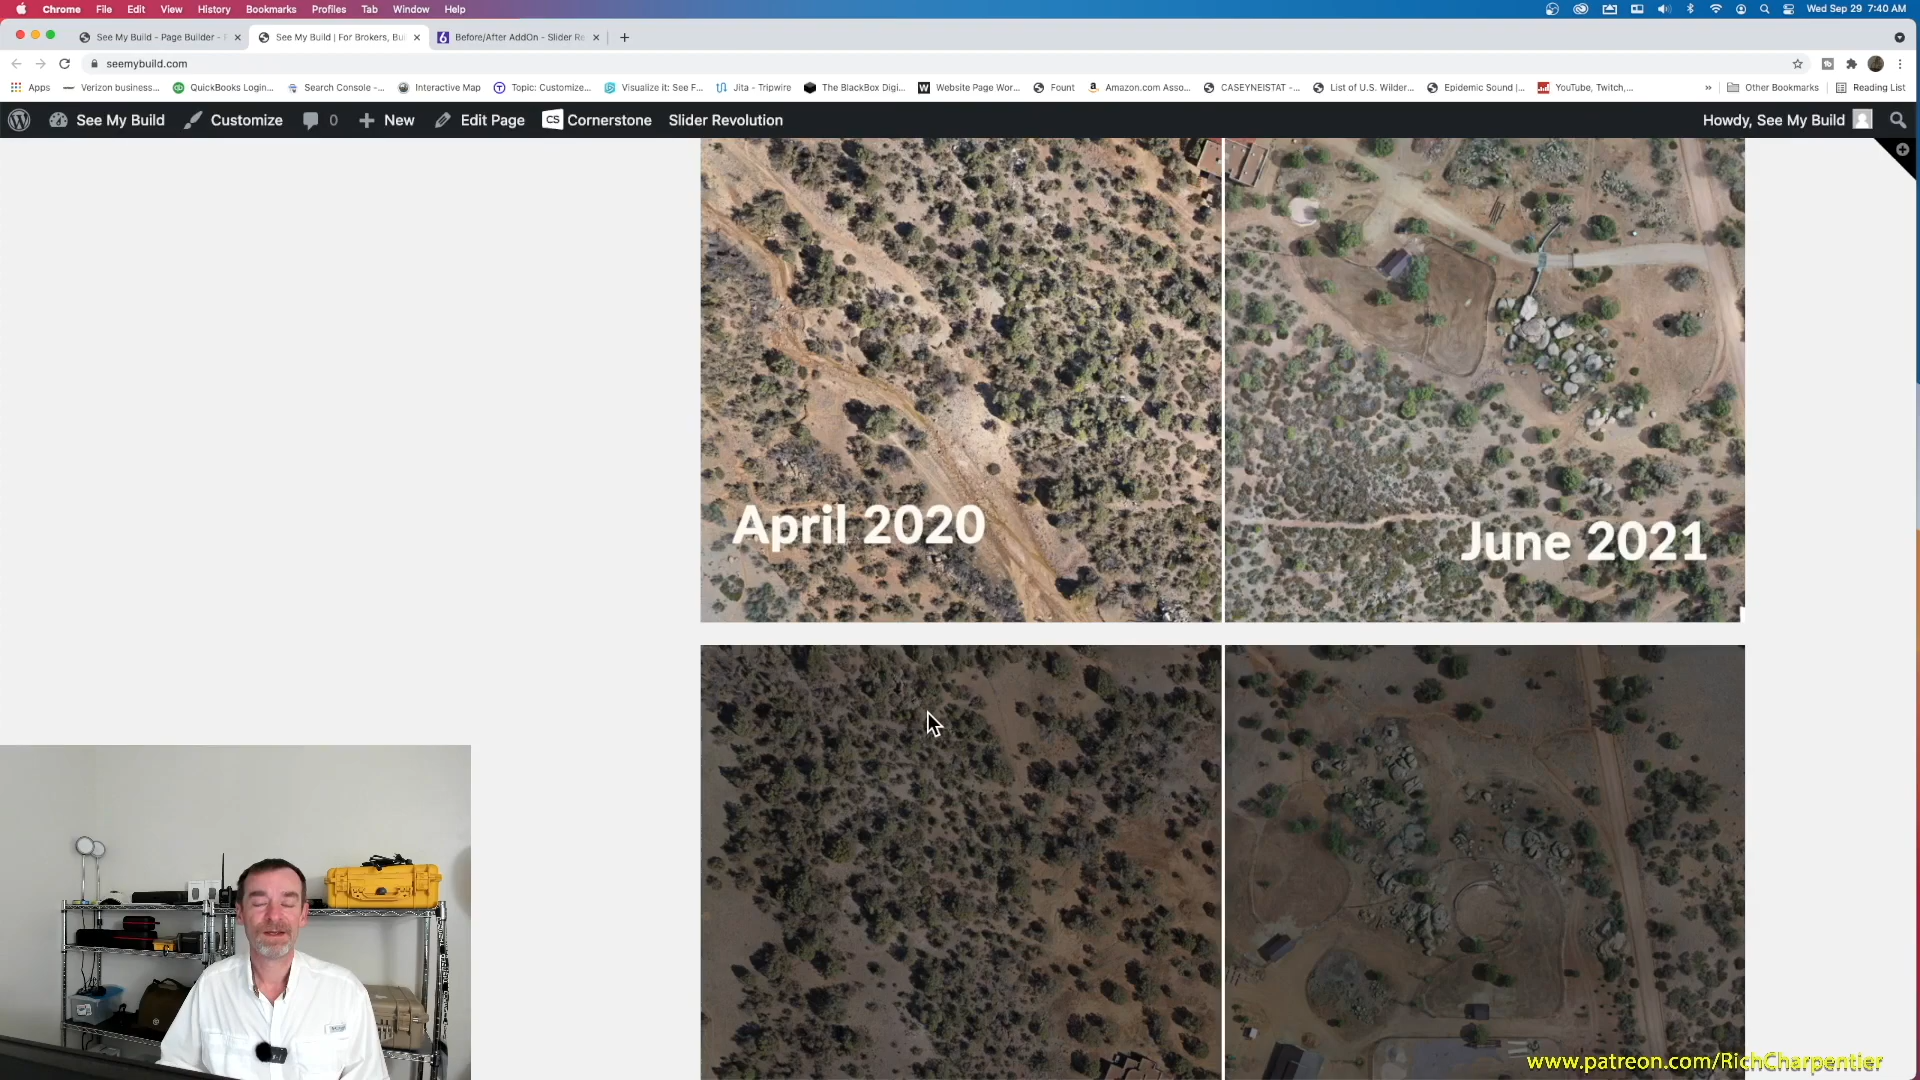 Chrome File Edit View History Bookmarks Profiles Tab Window Help Wed Sep 29 7:40 AM
See My Build - Page Builder - See My Build | For Brokers, Bu Before/After AddOn - Slider Re
seemybuild.com
Apps Verizon business... QuickBooks Login... Search Console -... Interactive Map Topic: Customize... Visualize it: See F... Jita - Tripwire The BlackBox Digi... Website Page Wor... Fount Amazon.com Asso... CASEYNEISTAT -... List of U.S. Wilder... Epidemic Sound |... YouTube, Twitch,... » Other Bookmarks Reading List
See My Build Customize 0 New Edit Page CS Cornerstone Slider Revolution Howdy, See My Build
April 2020
June 2021
www.patreon.com/RichCharpentier